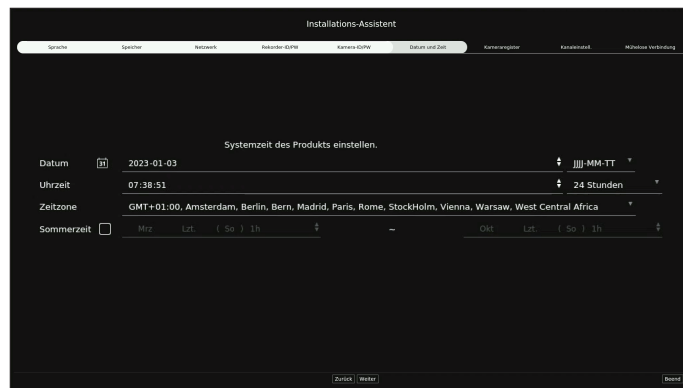 Installations-Assistent
Sprache Speicher Netzwerk Rekorder-ID/PW Kamera-ID/PW Datum und Zeit Kameraregister Kanaleinstell. Mühelose Verbindung
Systemzeit des Produkts einstellen.
Datum 31 2023-01-03 JJJJ-MM-TT
Uhrzeit 07:38:51 24 Stunden
Zeitzone GMT+01:00, Amsterdam, Berlin, Bern, Madrid, Paris, Rome, StockHolm, Vienna, Warsaw, West Central Africa
Sommerzeit Mrz Lzt. ( So ) 1h ~ Okt Lzt. ( So ) 1h
Zurück Weiter Beend